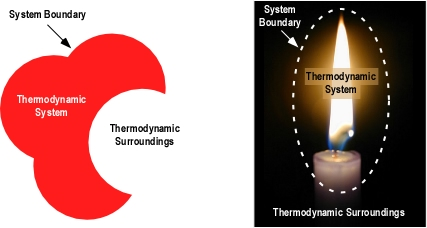 System Boundary
Thermodynamic
System
Thermodynamic
Surroundings
System
Boundary
Thermodynamic
System
Thermodynamic Surroundings